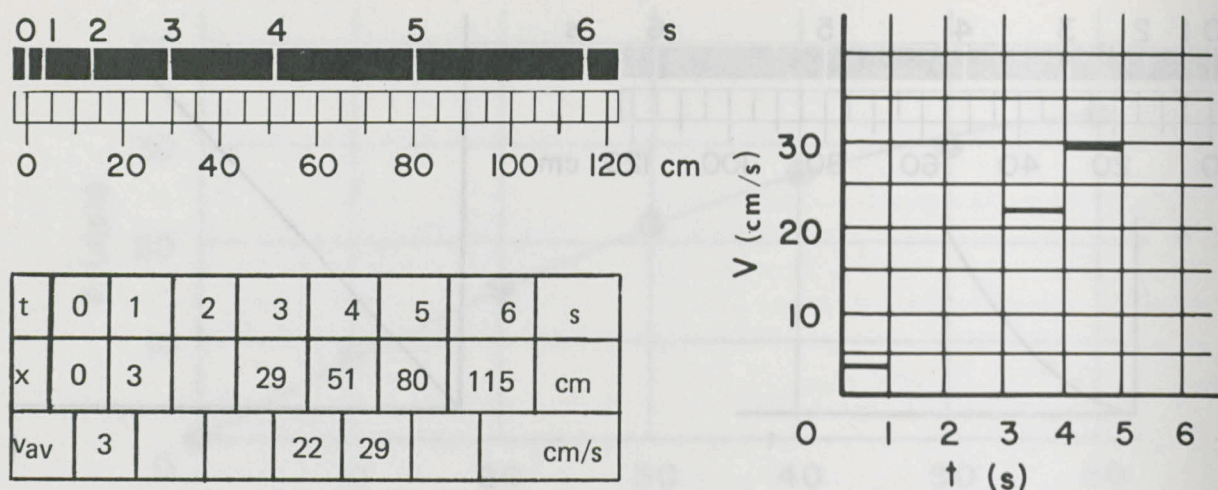 0 1 2 3 4 5 6 s
0 20 40 60 80 100 120 cm
t 0 1 2 3 4 5 6 s
x 0 3 29 51 80 115 cm
vav 3 22 29 cm/s
30
20
10
V (cm/s)
0 1 2 3 4 5 6
t (s)